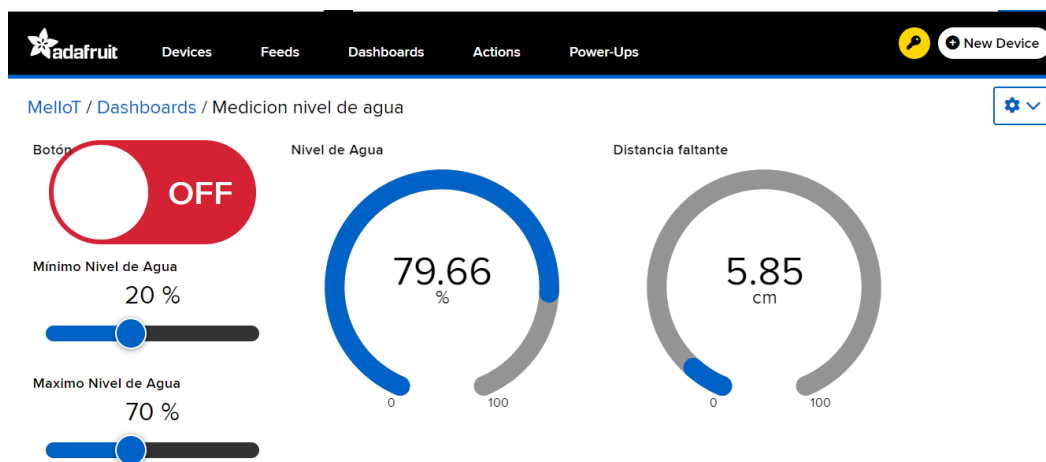 adafruit Devices Feeds Dashboards Actions Power-Ups New Device
MelIoT / Dashboards / Medicion nivel de agua
Botón
OFF
Mínimo Nivel de Agua
20 %
Maximo Nivel de Agua
70 %
Nivel de Agua
79.66
%
0 100
Distancia faltante
5.85
cm
0 100